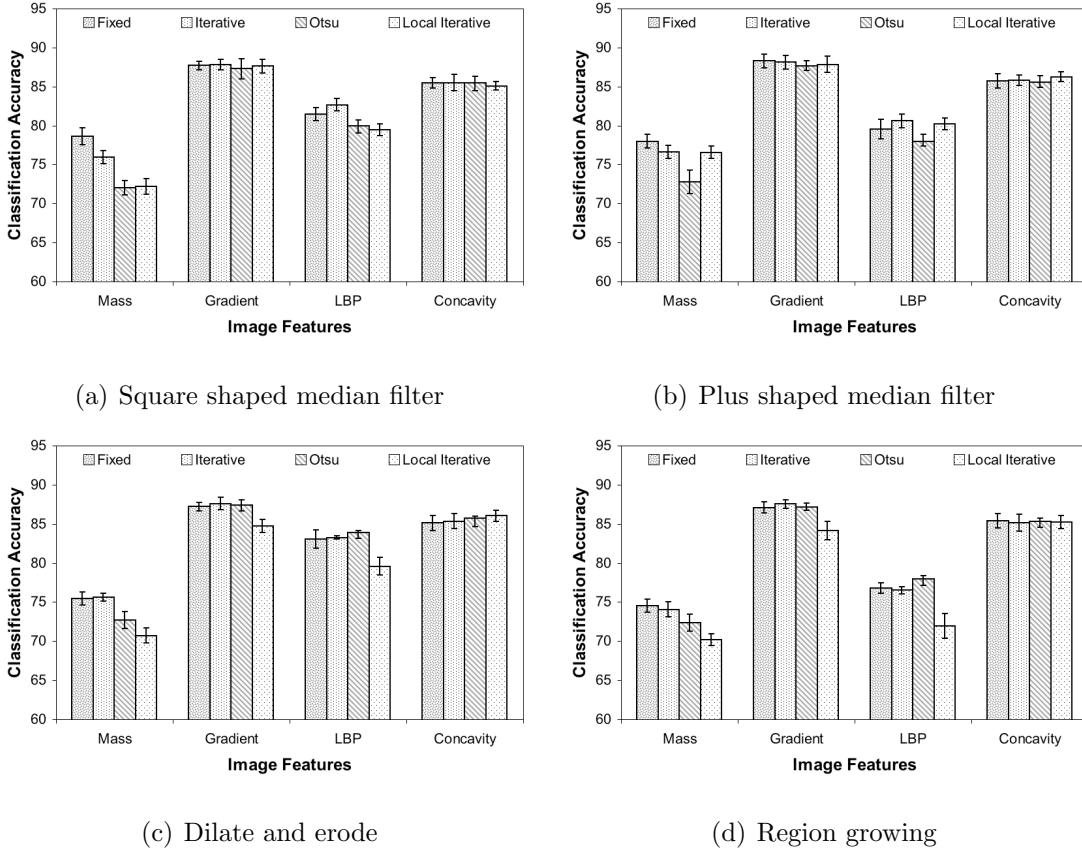 Fixed Iterative Otsu Local Iterative
95
90
85
80
75
70
65
60
Classification Accuracy
Mass Gradient LBP Concavity
Image Features
(a) Square shaped median filter
Fixed Iterative Otsu Local Iterative
95
90
85
80
75
70
65
60
Classification Accuracy
Mass Gradient LBP Concavity
Image Features
(b) Plus shaped median filter
Fixed Iterative Otsu Local Iterative
95
90
85
80
75
70
65
60
Classification Accuracy
Mass Gradient LBP Concavity
Image Features
(c) Dilate and erode
Fixed Iterative Otsu Local Iterative
95
90
85
80
75
70
65
60
Classification Accuracy
Mass Gradient LBP Concavity
Image Features
(d) Region growing